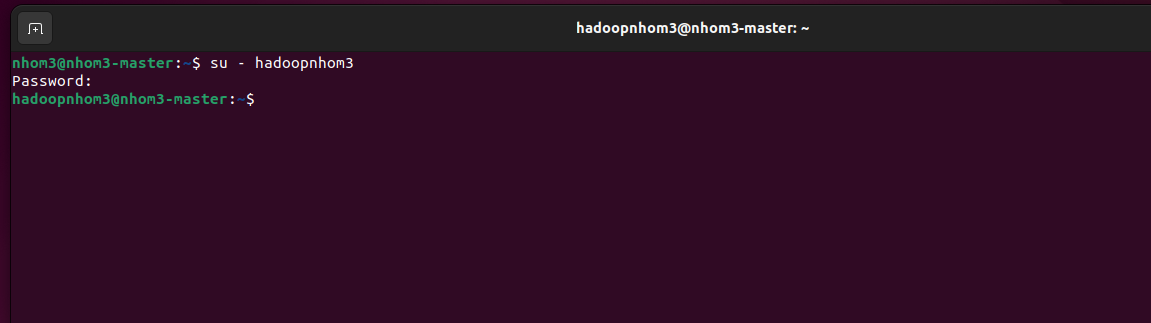 hadoopnhom3@nhom3-master: ~
nhom3@nhom3-master:~$ su - hadoopnhom3
Password:
hadoopnhom3@nhom3-master:~$